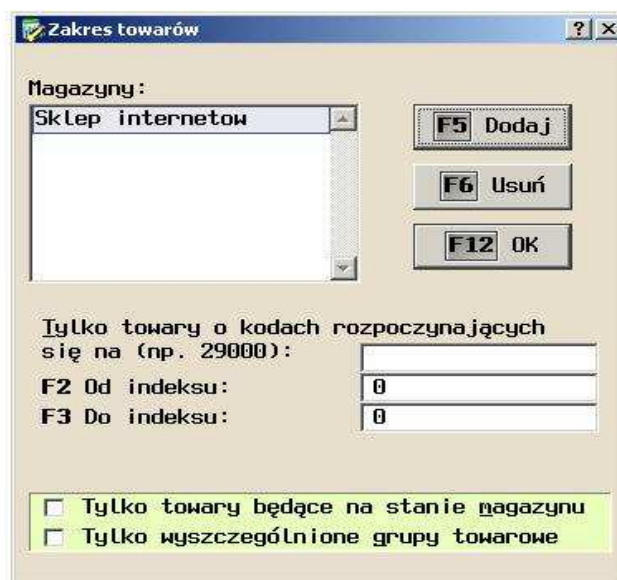 Zakres towarów
Magazyny:
Sklep internetow
F5 Dodaj
F6 Usuń
F12 OK
Tylko towary o kodach rozpoczynających
się na (np. 29000):
F2 Od indeksu: 0
F3 Do indeksu: 0
Tylko towary będące na stanie magazynu
Tylko wyszczególnione grupy towarowe